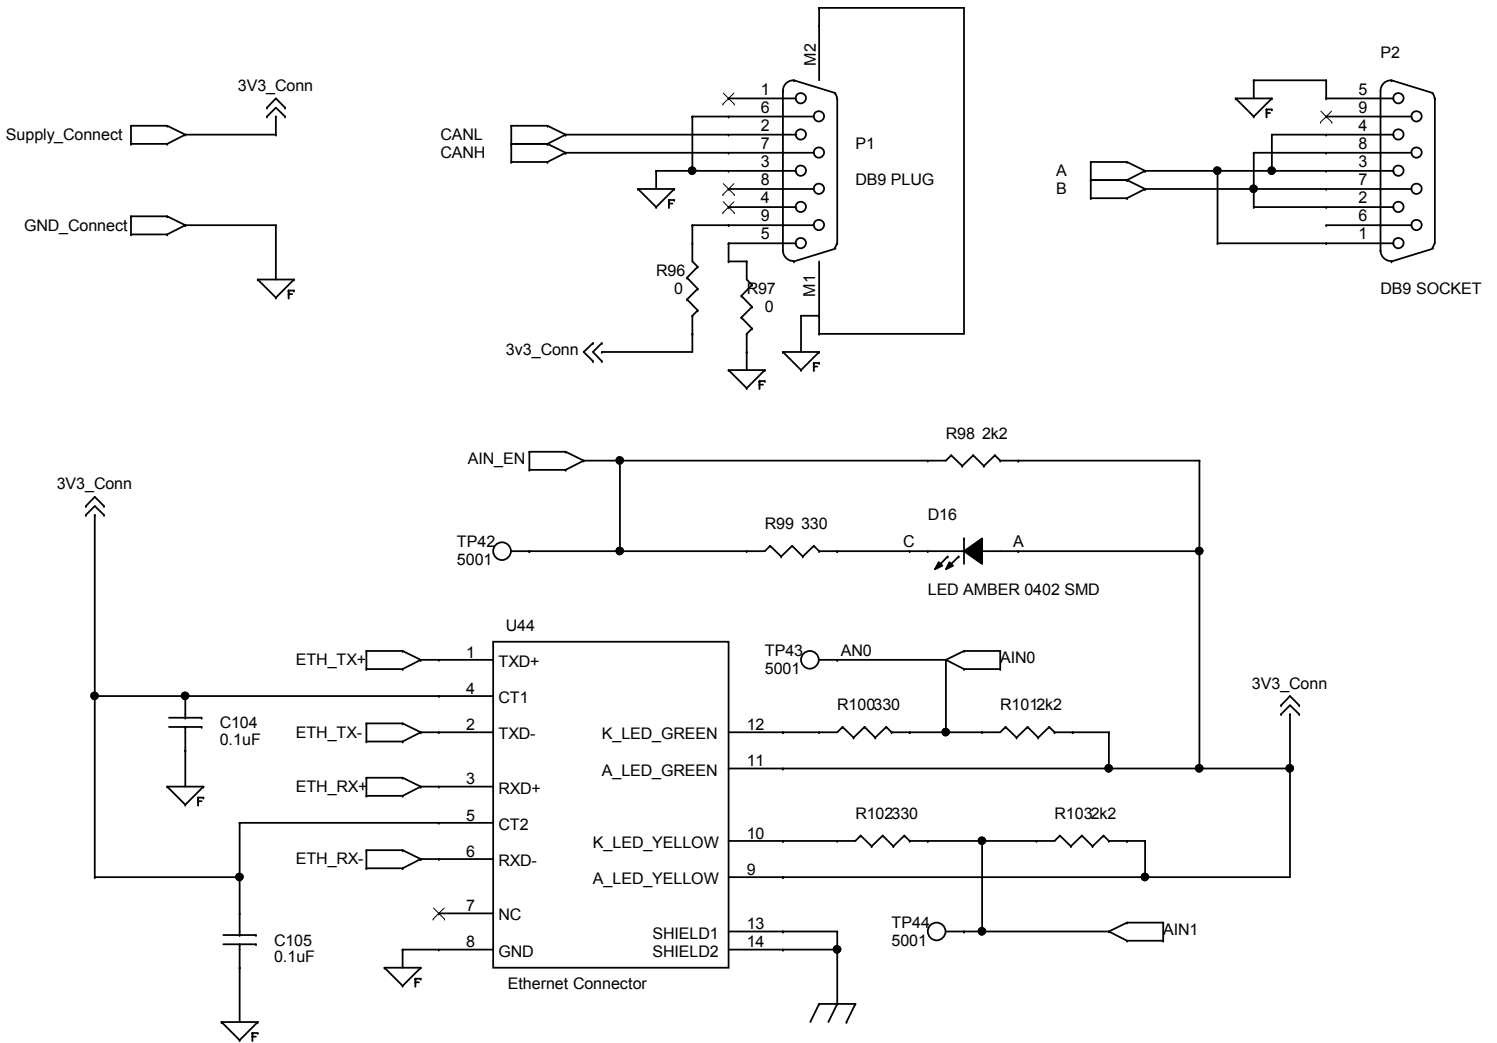 3V3_Conn
Supply_Connect
GND_Connect
F
CANL
CANH
1
6
2
7
3
8
4
9
5
F
M2
M1
P1
DB9 PLUG
R96
0
R97
0
3v3_Conn
F
F
P2
F
5
9
4
8
3
7
2
6
1
A
B
DB9 SOCKET
AIN_EN
R98 2k2
TP42
5001
R99 330
D16
C
A
LED AMBER 0402 SMD
3V3_Conn
C104
0.1uF
F
C105
0.1uF
F
U44
ETH_TX+ 1 TXD+
4 CT1
ETH_TX- 2 TXD-
ETH_RX+ 3 RXD+
5 CT2
ETH_RX- 6 RXD-
7 NC
8 GND
F
K_LED_GREEN 12
A_LED_GREEN 11
K_LED_YELLOW 10
A_LED_YELLOW 9
SHIELD1 13
SHIELD2 14
Ethernet Connector
TP43
5001
AN0
AIN0
R100330
R1012k2
3V3_Conn
R102330
R1032k2
TP44
5001
AIN1